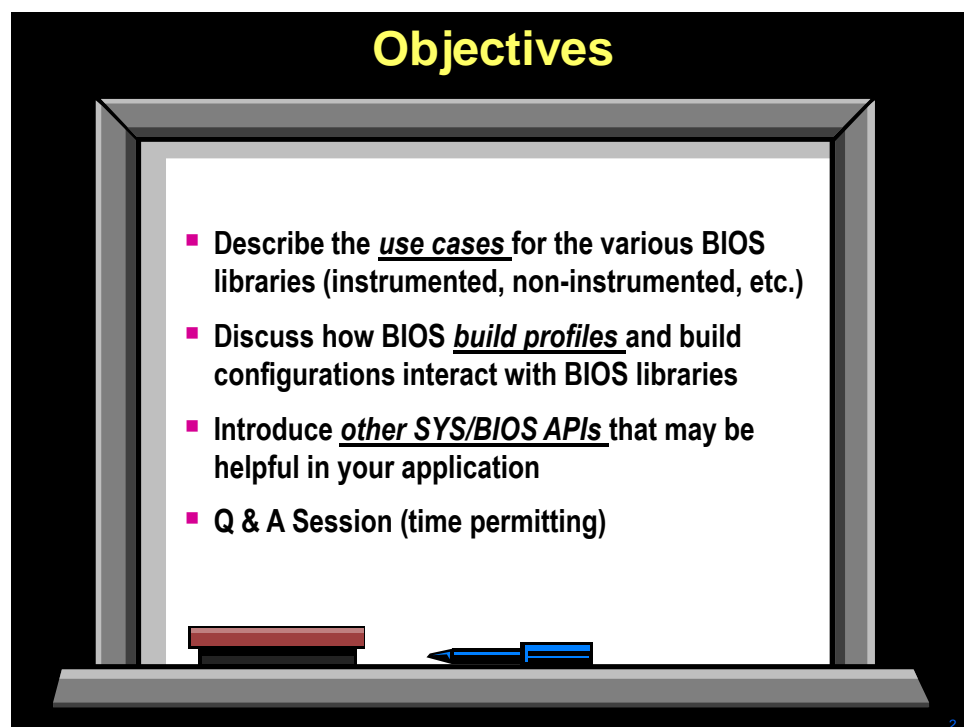 Objectives
▪ Describe the use cases for the various BIOS
libraries (instrumented, non-instrumented, etc.)
▪ Discuss how BIOS build profiles and build
configurations interact with BIOS libraries
▪ Introduce other SYS/BIOS APIs that may be
helpful in your application
▪ Q & A Session (time permitting)
2